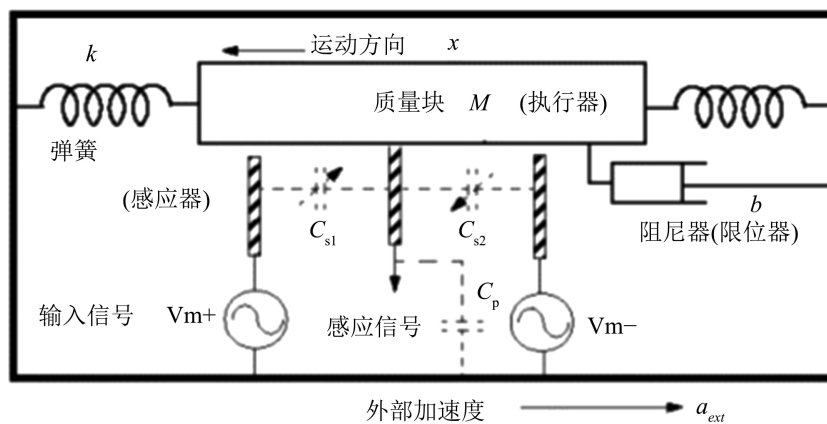 运动方向 x
k
质量块 M (执行器)
弹簧
(感应器)
Cs1
Cs2
b
阻尼器(限位器)
输入信号 Vm+
感应信号
Cp
Vm−
外部加速度
aext